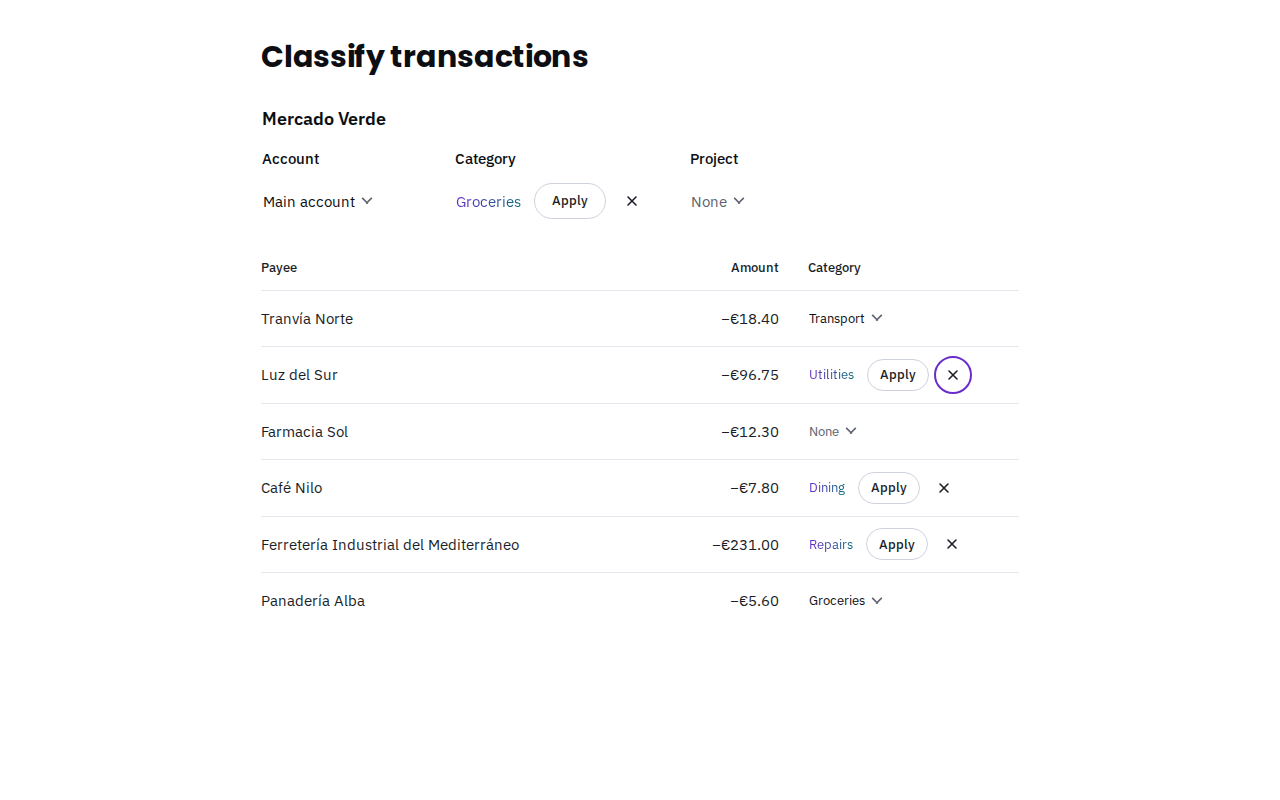 Classify transactions
Mercado Verde
Account Category Project
Main account Groceries Apply None
Payee Amount Category
Tranvía Norte −€18.40 Transport
Luz del Sur −€96.75 Utilities Apply
Farmacia Sol −€12.30 None
Café Nilo −€7.80 Dining Apply
Ferretería Industrial del Mediterráneo −€231.00 Repairs Apply
Panadería Alba −€5.60 Groceries